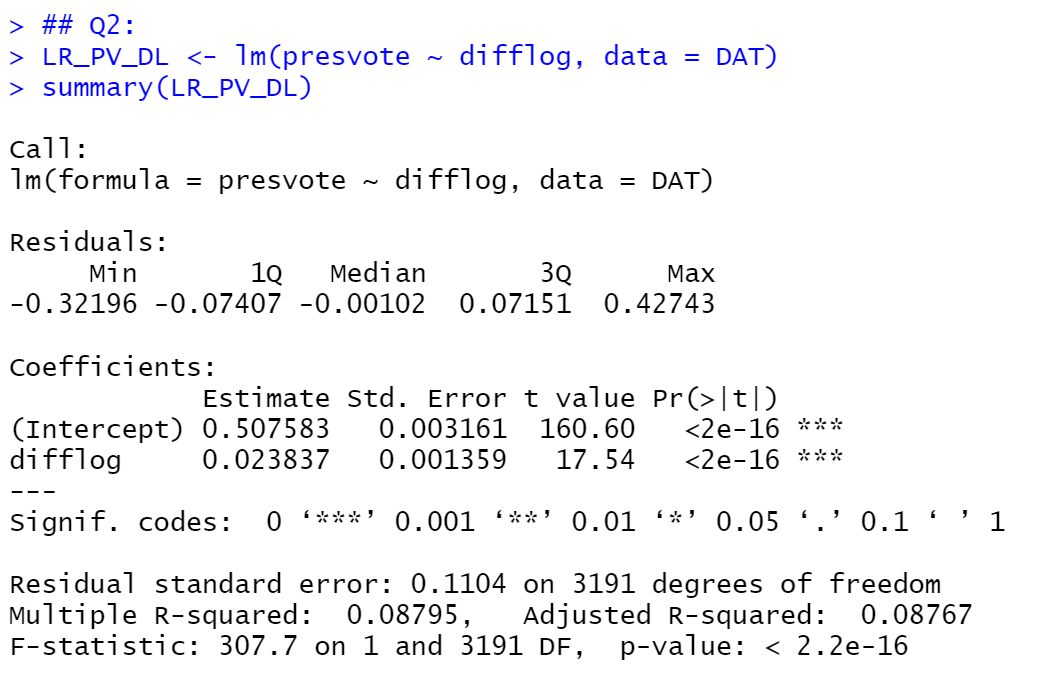 > ## Q2:
> LR_PV_DL <- lm(presvote ~ difflog, data = DAT)
> summary(LR_PV_DL)
Call:
lm(formula = presvote ~ difflog, data = DAT)
Residuals:
     Min       1Q   Median       3Q      Max
-0.32196 -0.07407 -0.00102  0.07151  0.42743
Coefficients:
            Estimate Std. Error t value Pr(>|t|)
(Intercept) 0.507583   0.003161  160.60   <2e-16 ***
difflog     0.023837   0.001359   17.54   <2e-16 ***
---
Signif. codes:  0 ‘***’ 0.001 ‘**’ 0.01 ‘*’ 0.05 ‘.’ 0.1 ‘ ’ 1
Residual standard error: 0.1104 on 3191 degrees of freedom
Multiple R-squared:  0.08795,   Adjusted R-squared:  0.08767
F-statistic: 307.7 on 1 and 3191 DF,  p-value: < 2.2e-16